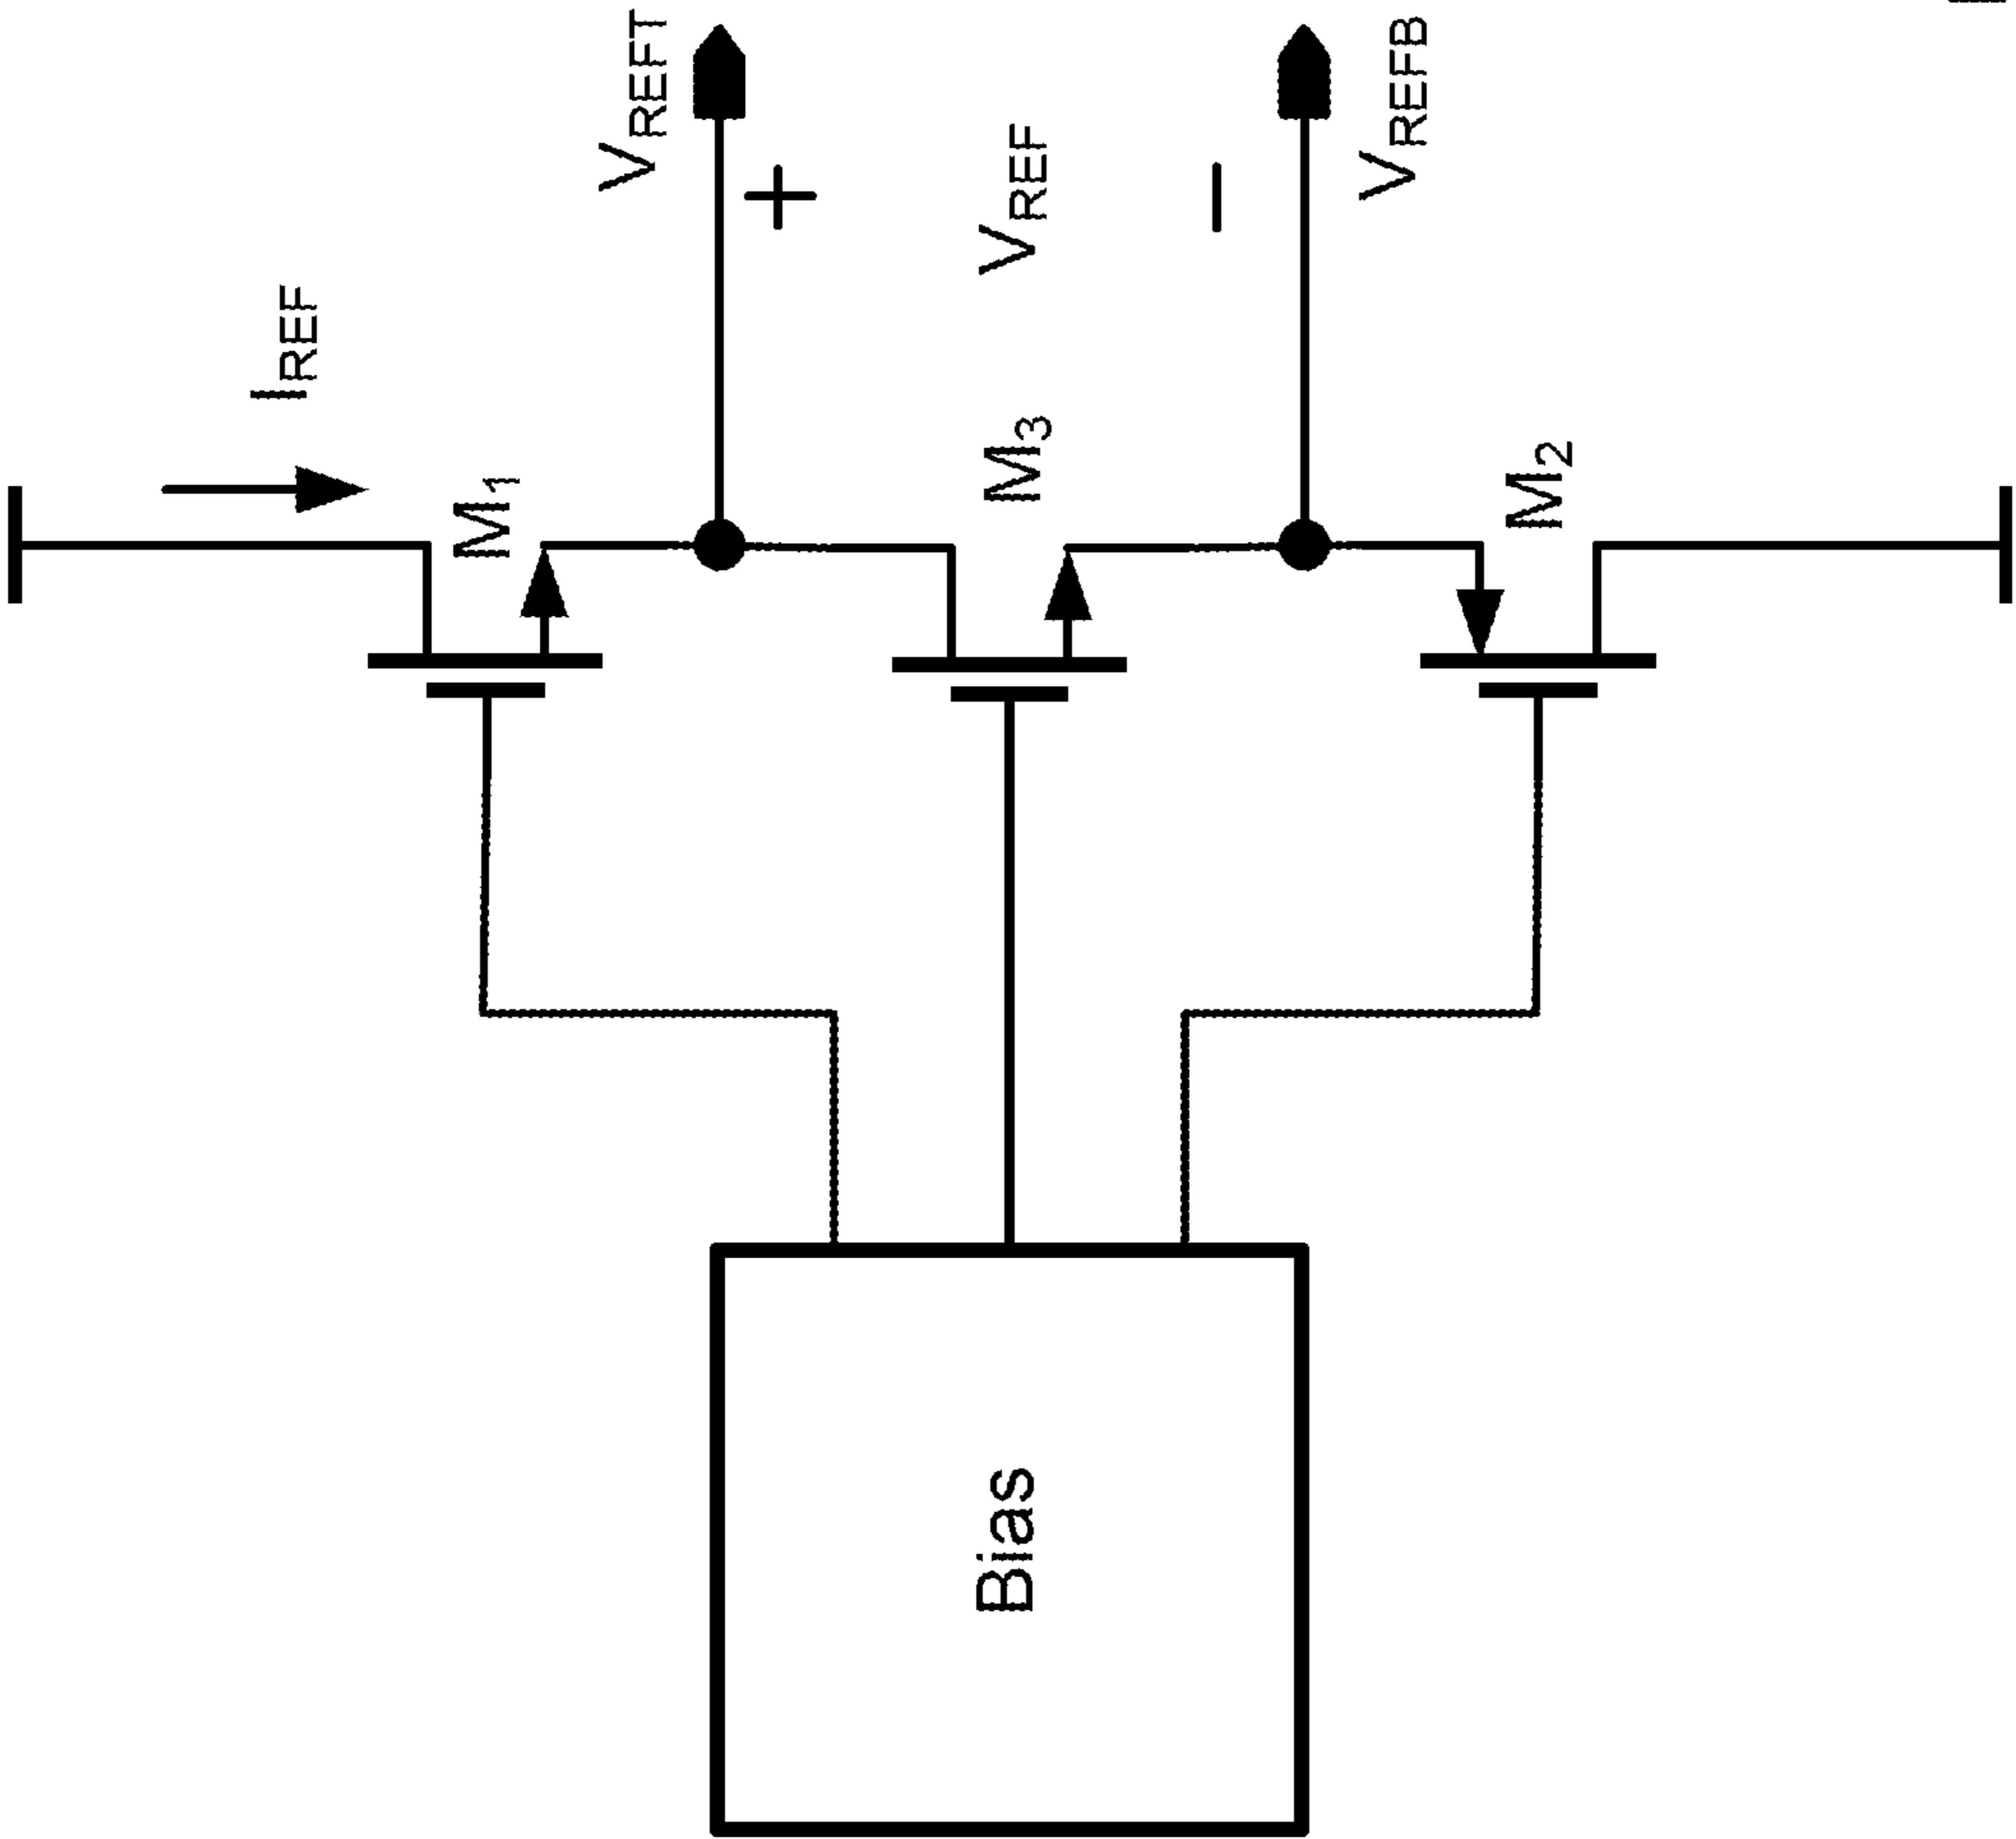 I_REF
M_1
V_REFT
+
M_3
V_REF
−
V_REFB
M_2
Bias